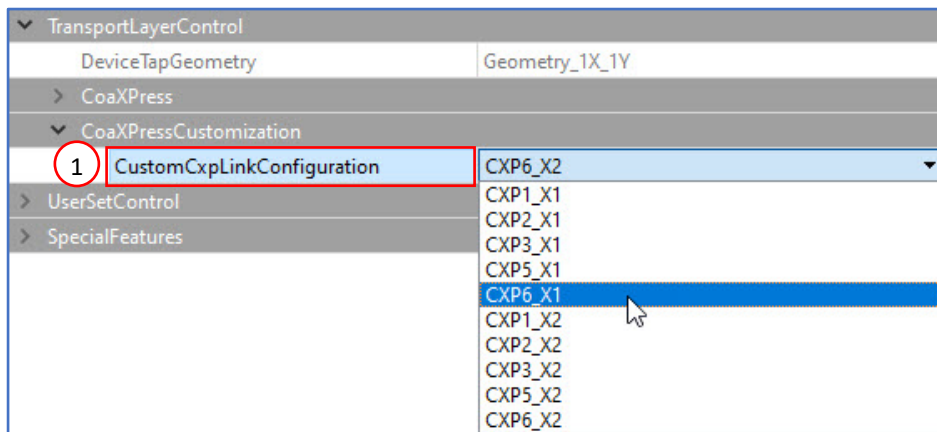 TransportLayerControl
DeviceTapGeometry Geometry_1X_1Y
CoaXPress
CoaXPressCustomization
1 CustomCxpLinkConfiguration CXP6_X2
CXP1_X1
UserSetControl
CXP2_X1
CXP3_X1
SpecialFeatures
CXP5_X1
CXP6_X1
CXP1_X2
CXP2_X2
CXP3_X2
CXP5_X2
CXP6_X2